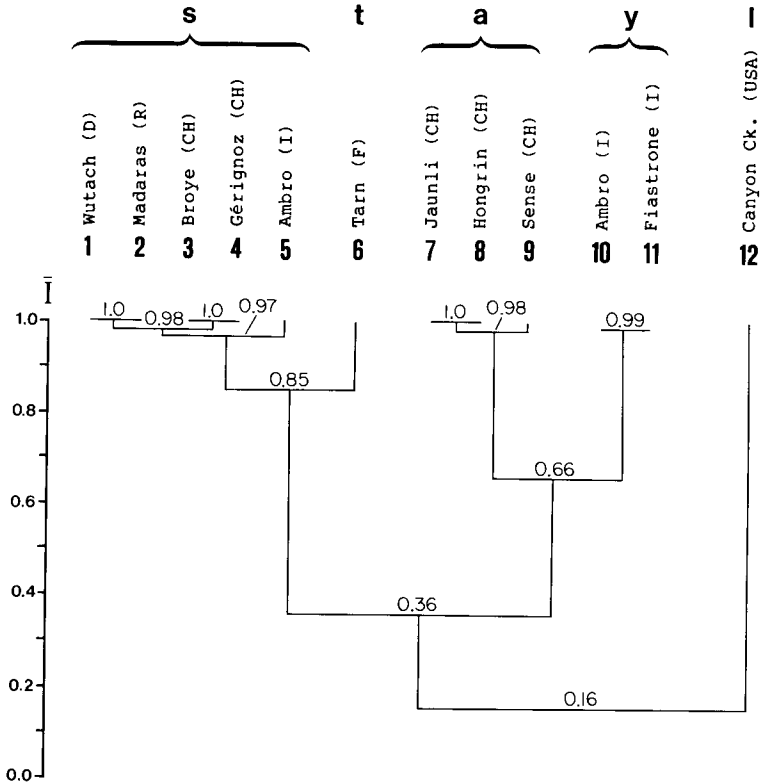 s t a y l
Wutach (D)
Madaras (R)
Broye (CH)
Gérignoz (CH)
Ambro (I)
Tarn (F)
Jaunli (CH)
Hongrin (CH)
Sense (CH)
Ambro (I)
Fiastrone (I)
Canyon Ck. (USA)
1 2 3 4 5 6 7 8 9 10 11 12
Ī
1.0 1.0 0.98 1.0 0.97 1.0 0.98 0.99
0.85
0.8
0.66
0.6
0.4
0.36
0.2
0.16
0.0